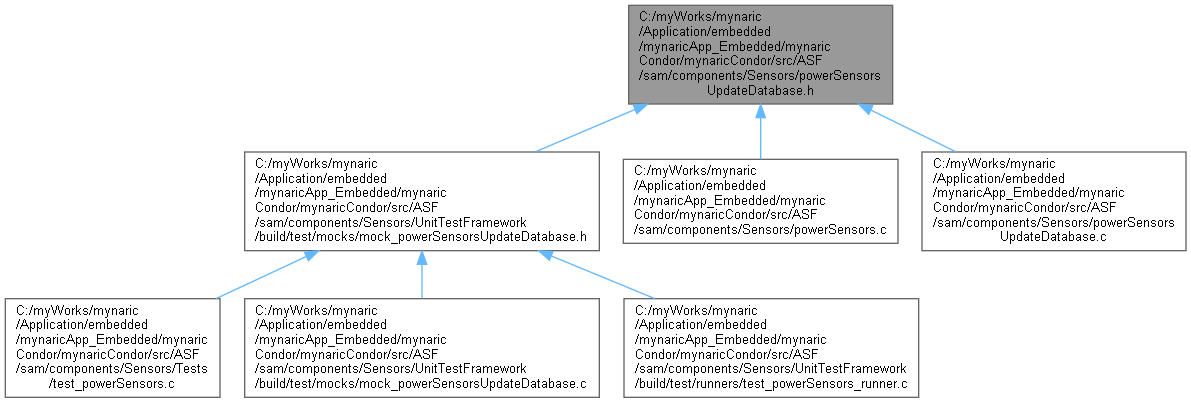 C:/myWorks/mynaric
/Application/embedded
/mynaricApp_Embedded/mynaric
Condor/mynaricCondor/src/ASF
/sam/components/Sensors/powerSensors
UpdateDatabase.h
C:/myWorks/mynaric
/Application/embedded
/mynaricApp_Embedded/mynaric
Condor/mynaricCondor/src/ASF
/sam/components/Sensors/UnitTestFramework
/build/test/mocks/mock_powerSensorsUpdateDatabase.h
C:/myWorks/mynaric
/Application/embedded
/mynaricApp_Embedded/mynaric
Condor/mynaricCondor/src/ASF
/sam/components/Sensors/powerSensors.c
C:/myWorks/mynaric
/Application/embedded
/mynaricApp_Embedded/mynaric
Condor/mynaricCondor/src/ASF
/sam/components/Sensors/powerSensors
UpdateDatabase.c
C:/myWorks/mynaric
/Application/embedded
/mynaricApp_Embedded/mynaric
Condor/mynaricCondor/src/ASF
/sam/components/Sensors/Tests
/test_powerSensors.c
C:/myWorks/mynaric
/Application/embedded
/mynaricApp_Embedded/mynaric
Condor/mynaricCondor/src/ASF
/sam/components/Sensors/UnitTestFramework
/build/test/mocks/mock_powerSensorsUpdateDatabase.c
C:/myWorks/mynaric
/Application/embedded
/mynaricApp_Embedded/mynaric
Condor/mynaricCondor/src/ASF
/sam/components/Sensors/UnitTestFramework
/build/test/runners/test_powerSensors_runner.c